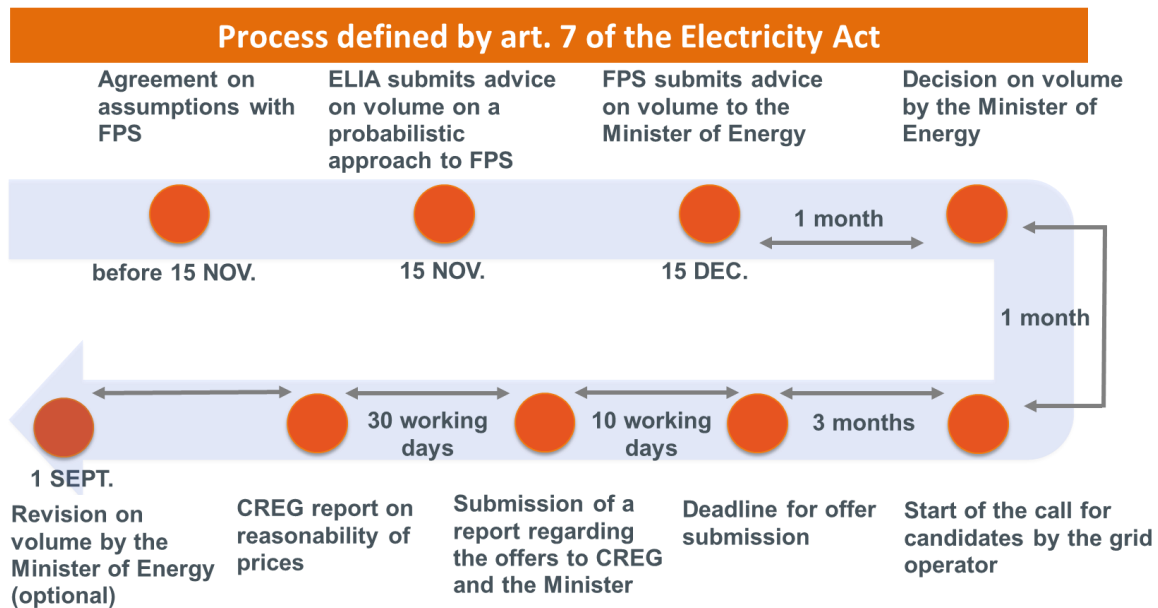 Process defined by art. 7 of the Electricity Act
Agreement on
assumptions with
FPS
ELIA submits advice
on volume on a
probabilistic
approach to FPS
FPS submits advice
on volume to the
Minister of Energy
Decision on volume
by the Minister of
Energy
1 month
before 15 NOV.
15 NOV.
15 DEC.
1 month
30 working
days
10 working
days
3 months
1 SEPT.
Revision on
volume by the
Minister of Energy
(optional)
CREG report on
reasonability of
prices
Submission of a
report regarding
the offers to CREG
and the Minister
Deadline for offer
submission
Start of the call for
candidates by the grid
operator